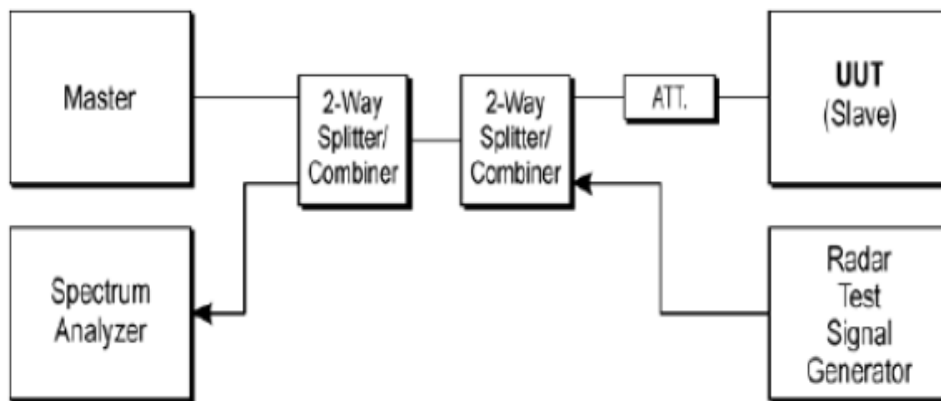 Master
2-Way
Splitter/
Combiner
2-Way
Splitter/
Combiner
ATT.
UUT
(Slave)
Spectrum
Analyzer
Radar
Test
Signal
Generator